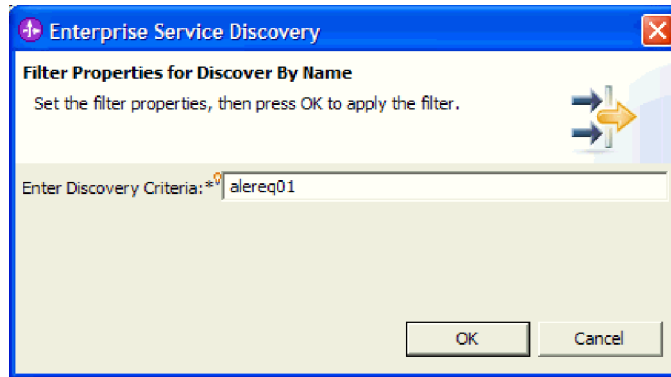 Enterprise Service Discovery
Filter Properties for Discover By Name
Set the filter properties, then press OK to apply the filter.
Enter Discovery Criteria:* alereq01
OK Cancel